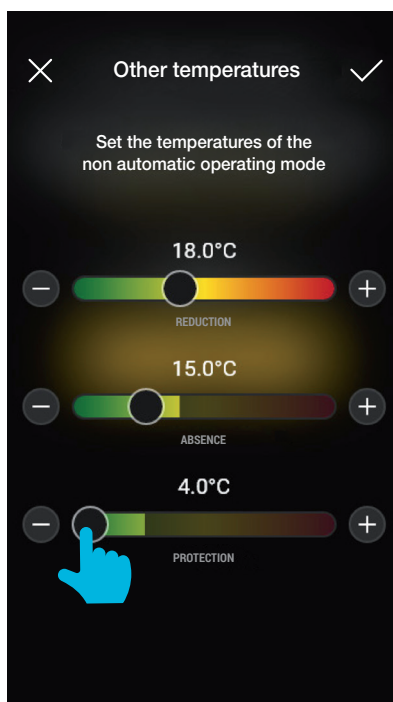 Other temperatures
Set the temperatures of the
non automatic operating mode
18.0°C
REDUCTION
15.0°C
ABSENCE
4.0°C
PROTECTION